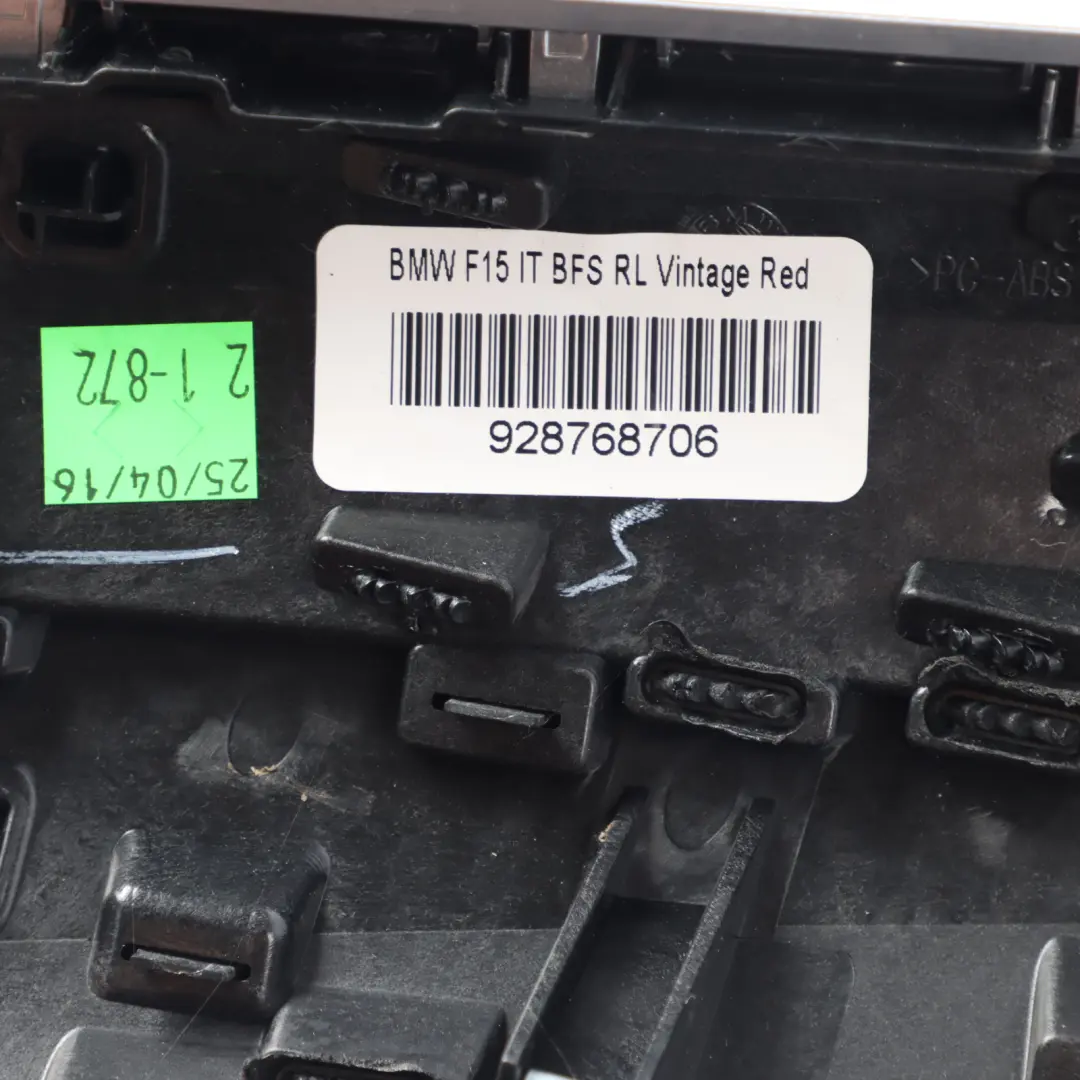 BMW F15 IT BFS RL Vintage Red
928768706
>PC-ABS
2 1-872
25/04/16